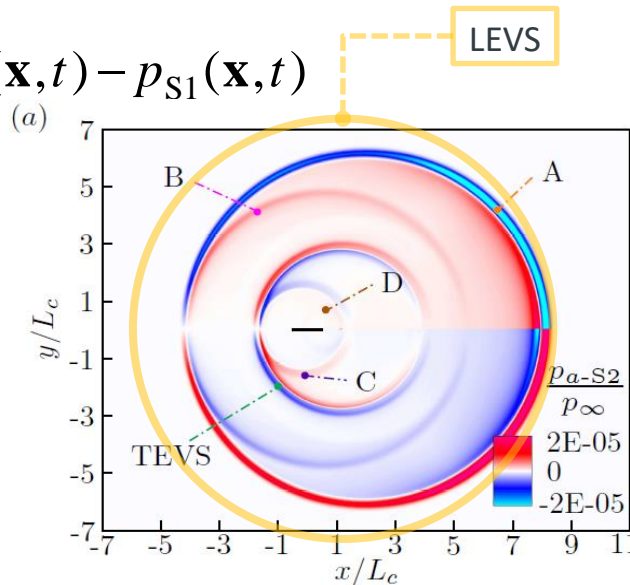 LEVS
(x,t) − p_S1(x,t)
(a)
7
5
3
1
-1
-3
-5
-7
y/L_c
B
A
D
C
TEVS
p_a-S2
p_∞
2E-05
0
-2E-05
-7 -5 -3 -1 1 3 5 7 9 11
x/L_c